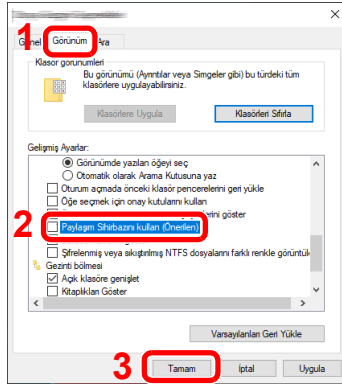 1
Genel Görünüm Ara
Klasör görünümleri
Bu görünümü (Ayrıntılar veya Simgeler gibi) bu türdeki tüm
klasörlere uygulayabilirsiniz.
Klasörlere Uygula Klasörleri Sıfırla
Gelişmiş Ayarlar:
Görünümde yazılan öğeyi seç
Otomatik olarak Arama Kutusuna yaz
Oturum açmada önceki klasör pencerelerini geri yükle
Öğe seçmek için onay kutularını kullan
göster
2
Paylaşım Sihirbazını kullan (Önerilen)
Şifrelenmiş veya sıkıştırılmış NTFS dosyalarını farklı renkle görüntül
Gezinti bölmesi
Açık klasöre genişlet
Kitaplıkları Göster
Varsayılanları Geri Yükle
3
Tamam İptal Uygula